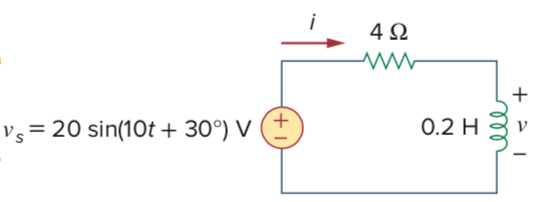 i
4 Ω
v_s = 20 sin(10t + 30°) V
+
−
0.2 H
+
v
−